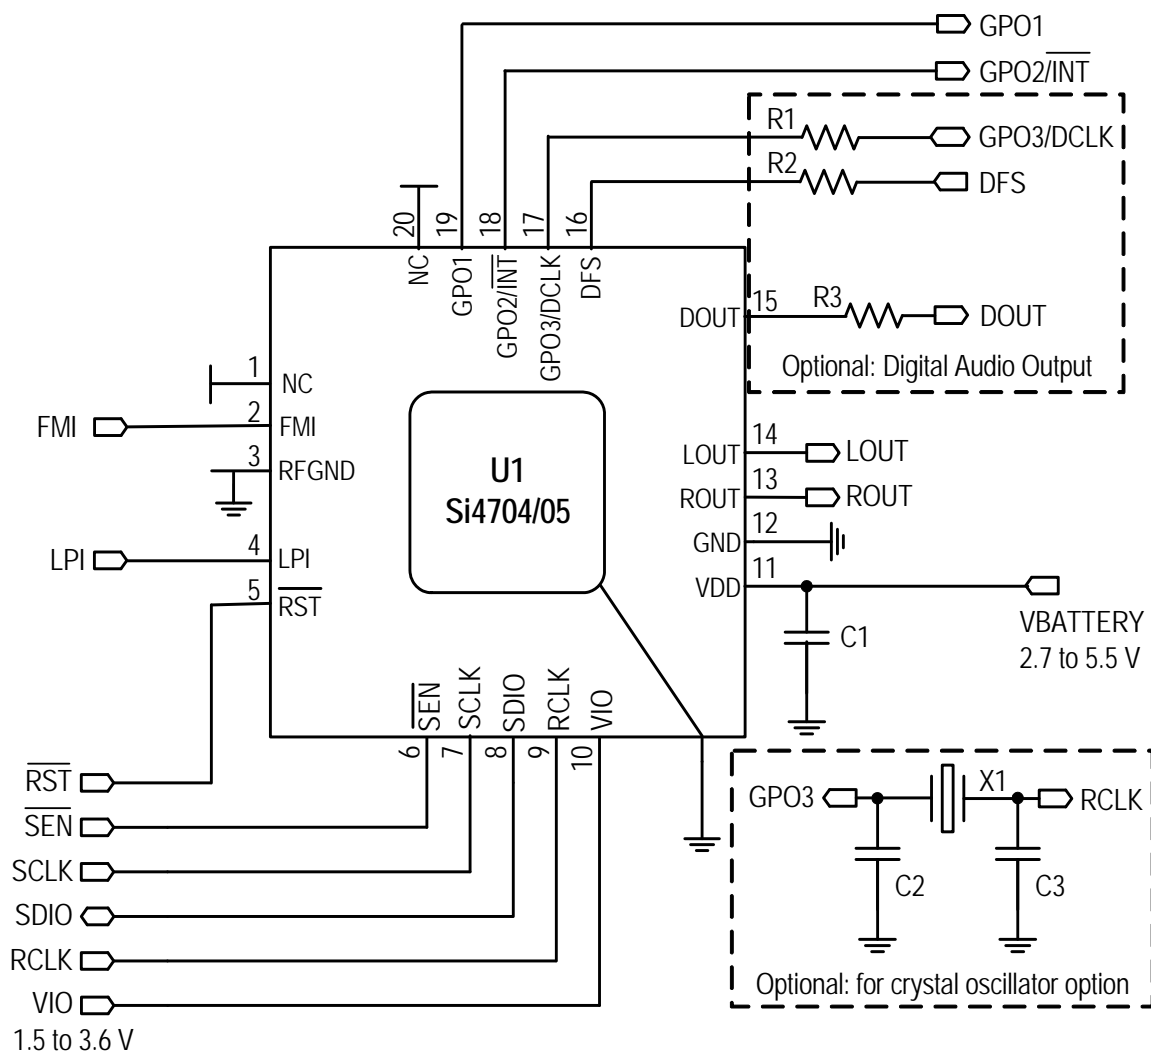 GPO1
GPO2/INT
R1
GPO3/DCLK
R2
DFS
20
19
18
17
16
NC
GPO1
GPO2/INT
GPO3/DCLK
DFS
DOUT
15
R3
DOUT
Optional: Digital Audio Output
1
NC
FMI
2
FMI
3
RFGND
LPI
4
LPI
5
RST
U1
Si4704/05
LOUT
14
LOUT
ROUT
13
ROUT
GND
12
VDD
11
VBATTERY
2.7 to 5.5 V
C1
SEN
SCLK
SDIO
RCLK
VIO
6
7
8
9
10
RST
SEN
SCLK
SDIO
RCLK
VIO
1.5 to 3.6 V
GPO3
X1
RCLK
C2
C3
Optional: for crystal oscillator option